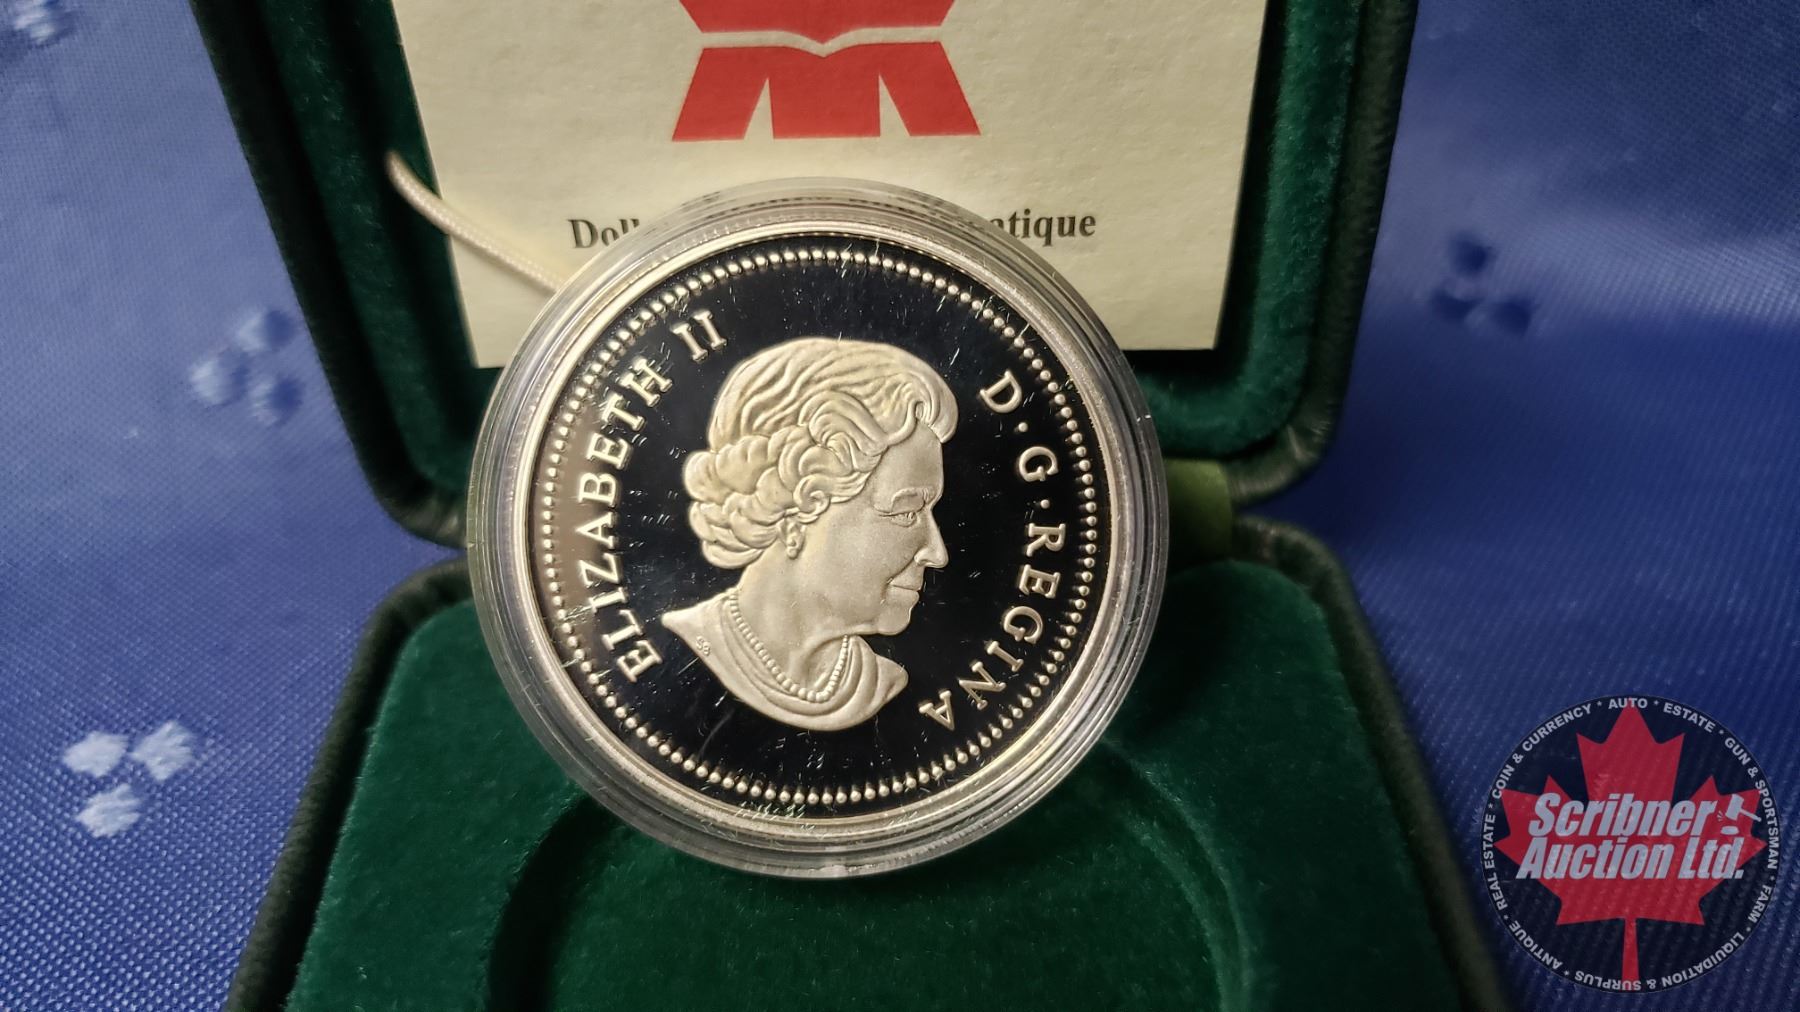 Doll
atique
ELIZABETH II D·G·REGINA
SB
COIN & CURRENCY * AUTO * ESTATE * GUN & SPORTSMAN * FARM * LIQUIDATION & SURPLUS * ANTIQUE * REAL ESTATE *
Scribner
Auction Ltd.